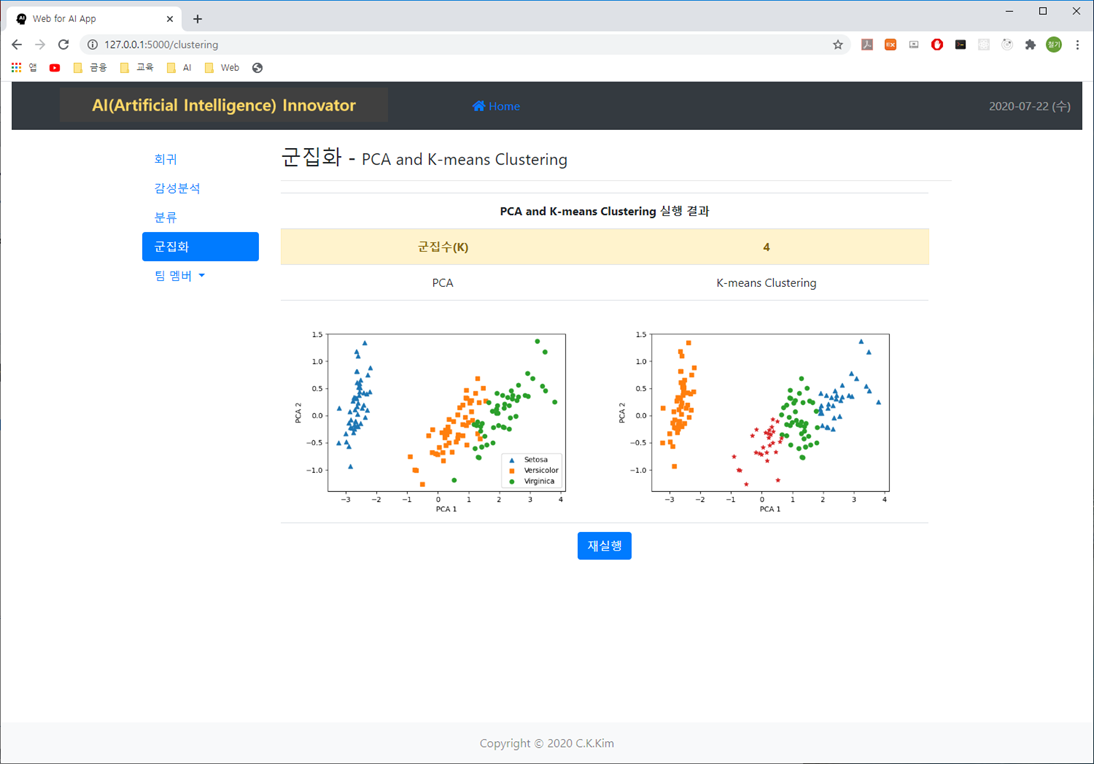 Web for AI App
127.0.0.1:5000/clustering
앱
금융
교육
AI
Web
AI(Artificial Intelligence) Innovator
Home
2020-07-22 (수)
회귀
감성분석
분류
군집화
팀 멤버
군집화 - PCA and K-means Clustering
PCA and K-means Clustering 실행 결과
군집수(K) 4
PCA K-means Clustering
1.5
1.0
0.5
0.0
−0.5
−1.0
PCA 2
−3 −2 −1 0 1 2 3 4
PCA 1
Setosa
Versicolor
Virginica
1.5
1.0
0.5
0.0
−0.5
−1.0
PCA 2
−3 −2 −1 0 1 2 3 4
PCA 1
재실행
Copyright © 2020 C.K.Kim